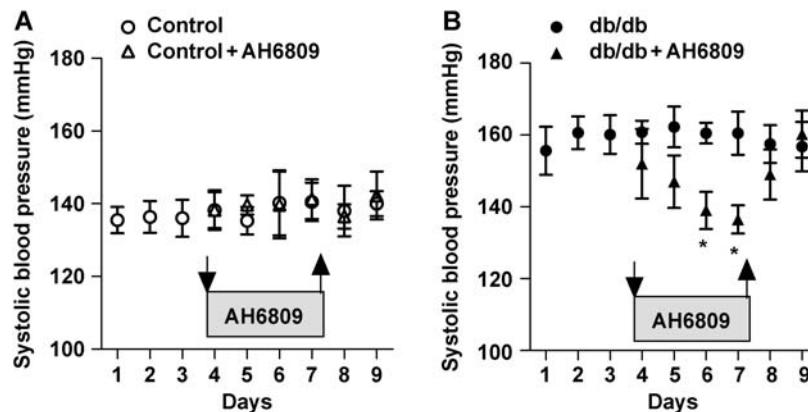 A
Control
Control + AH6809
Systolic blood pressure (mmHg)
180
160
140
120
100
AH6809
1 2 3 4 5 6 7 8 9
Days
B
db/db
db/db + AH6809
Systolic blood pressure (mmHg)
180
160
140
120
100
* *
AH6809
1 2 3 4 5 6 7 8 9
Days